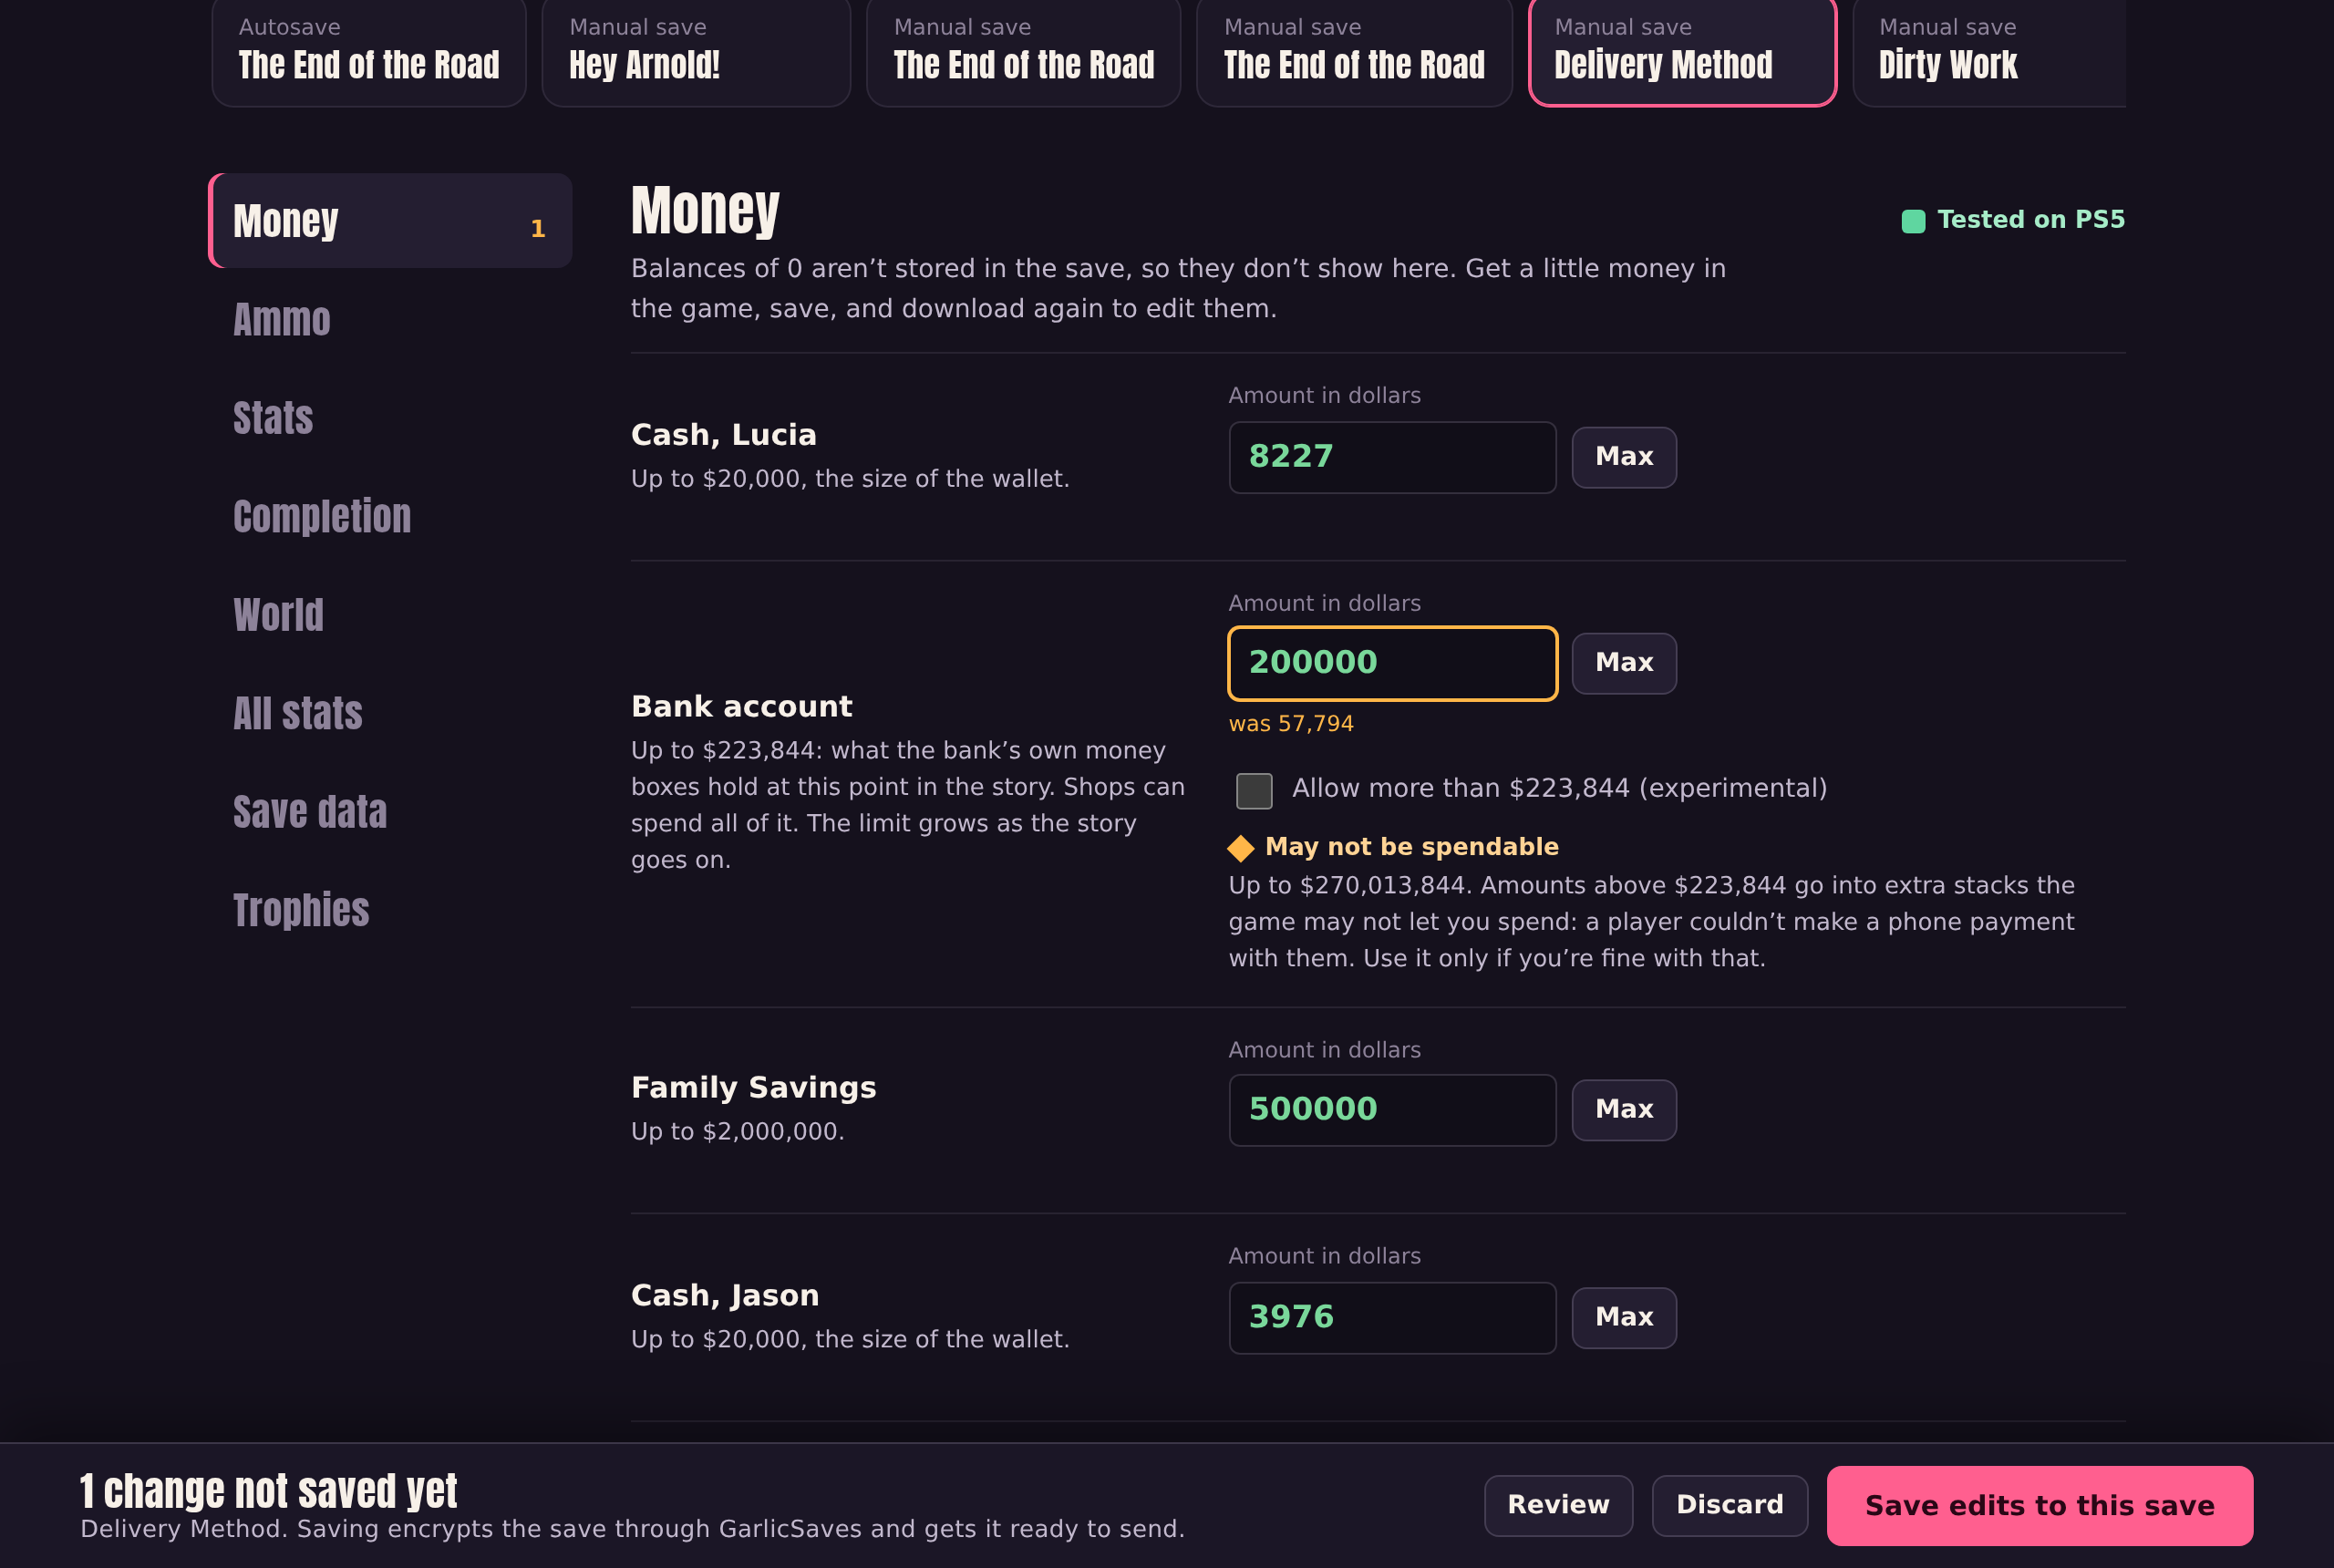 Autosave
The End of the Road
Manual save
Hey Arnold!
Manual save
The End of the Road
Manual save
The End of the Road
Manual save
Delivery Method
Manual save
Dirty Work
Money
1
Ammo
Stats
Completion
World
All stats
Save data
Trophies
Money
Tested on PS5
Balances of 0 aren’t stored in the save, so they don’t show here. Get a little money in
the game, save, and download again to edit them.
Cash, Lucia
Up to $20,000, the size of the wallet.
Amount in dollars
8227
Max
Bank account
Up to $223,844: what the bank’s own money
boxes hold at this point in the story. Shops can
spend all of it. The limit grows as the story
goes on.
Amount in dollars
200000
Max
was 57,794
Allow more than $223,844 (experimental)
May not be spendable
Up to $270,013,844. Amounts above $223,844 go into extra stacks the
game may not let you spend: a player couldn’t make a phone payment
with them. Use it only if you’re fine with that.
Family Savings
Up to $2,000,000.
Amount in dollars
500000
Max
Cash, Jason
Up to $20,000, the size of the wallet.
Amount in dollars
3976
Max
1 change not saved yet
Delivery Method. Saving encrypts the save through GarlicSaves and gets it ready to send.
Review
Discard
Save edits to this save